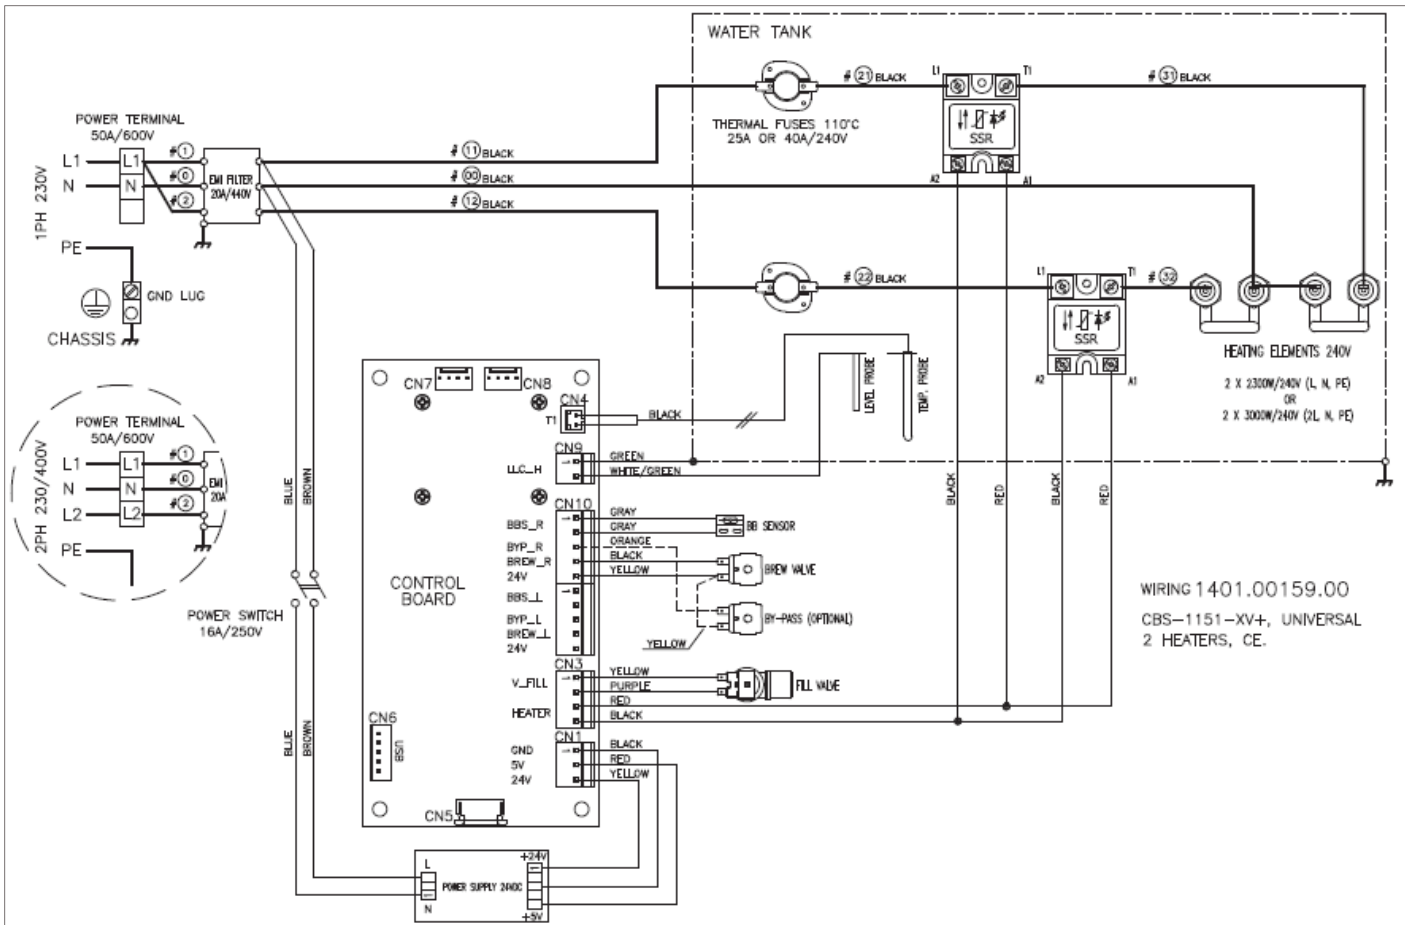 WATER TANK
# 21 BLACK
L1
T1
# 31 BLACK
THERMAL FUSES 110°C
25A OR 40A/240V
SSR
A2
A1
POWER TERMINAL
50A/600V
1PH 230V
L1
L1
#1
N
N
#0
#2
EMI FILTER
20A/440V
# 11 BLACK
# 00 BLACK
# 12 BLACK
PE
GND LUG
CHASSIS
# 22 BLACK
L1
T1
# 32
SSR
A2
A1
HEATING ELEMENTS 240V
2 X 2300W/240V (L, N, PE)
OR
2 X 3000W/240V (2L, N, PE)
POWER TERMINAL
50A/600V
2PH 230/400V
L1
L1
#1
N
N
#0
L2
L2
#2
EMI
20A
PE
BLUE
BROWN
POWER SWITCH
16A/250V
BLUE
BROWN
CN7
CN8
CN4
T1
BLACK
LEVEL PROBE
TEMP. PROBE
CN9
LLC_H
GREEN
WHITE/GREEN
CN10
BBS_R
GRAY
GRAY
BB SENSOR
BYP_R
ORANGE
BREW_R
BLACK
24V
YELLOW
BREW VALVE
BBS_L
BYP_L
BREW_L
24V
BY-PASS (OPTIONAL)
YELLOW
CONTROL
BOARD
CN3
V_FILL
YELLOW
PURPLE
FILL VALVE
HEATER
RED
BLACK
BLACK
RED
BLACK
RED
CN6
USB
CN1
GND
BLACK
5V
RED
24V
YELLOW
CN5
L
N
POWER SUPPLY 24VDC
+24V
+5V
1
1
WIRING 1401.00159.00
CBS-1151-XV+, UNIVERSAL
2 HEATERS, CE.